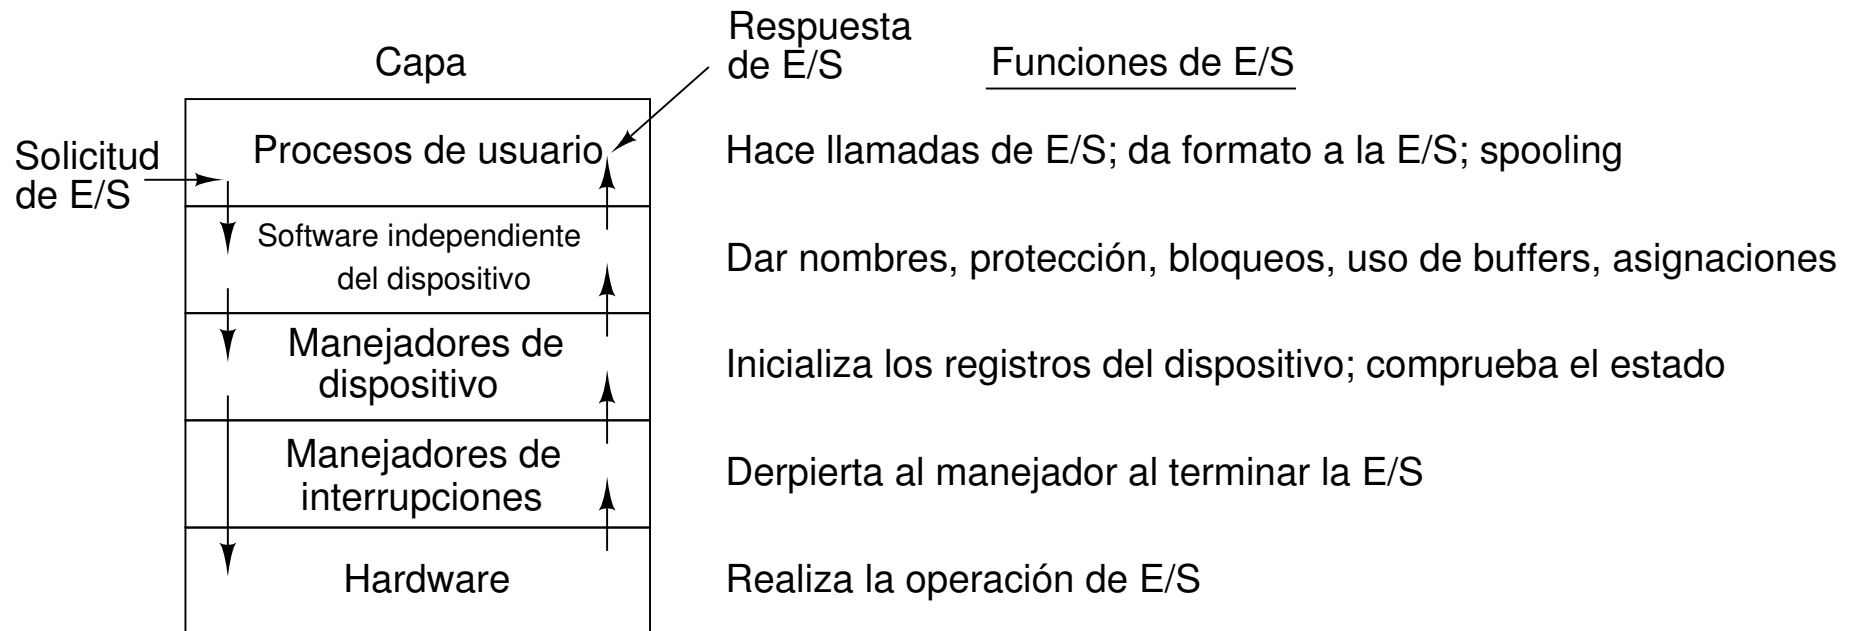 Capa
Respuesta
de E/S
Funciones de E/S
Solicitud
de E/S
Procesos de usuario
Hace llamadas de E/S; da formato a la E/S; spooling
Software independiente
del dispositivo
Dar nombres, protección, bloqueos, uso de buffers, asignaciones
Manejadores de
dispositivo
Inicializa los registros del dispositivo; comprueba el estado
Manejadores de
interrupciones
Derpierta al manejador al terminar la E/S
Hardware
Realiza la operación de E/S